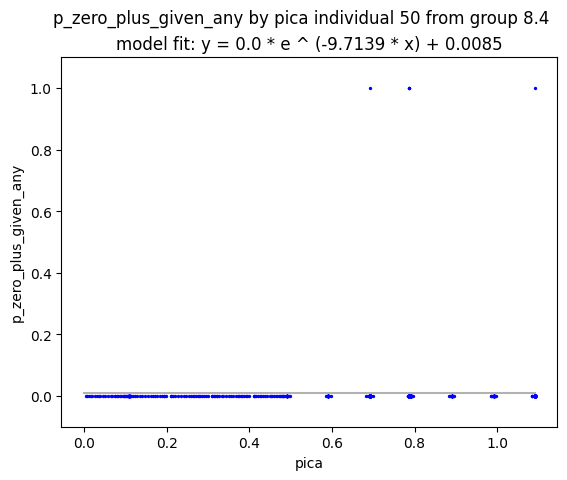 p_zero_plus_given_any by pica individual 50 from group 8.4
model fit: y = 0.0 * e ^ (-9.7139 * x) + 0.0085
1.0
0.8
0.6
0.4
0.2
0.0
p_zero_plus_given_any
0.0 0.2 0.4 0.6 0.8 1.0
pica